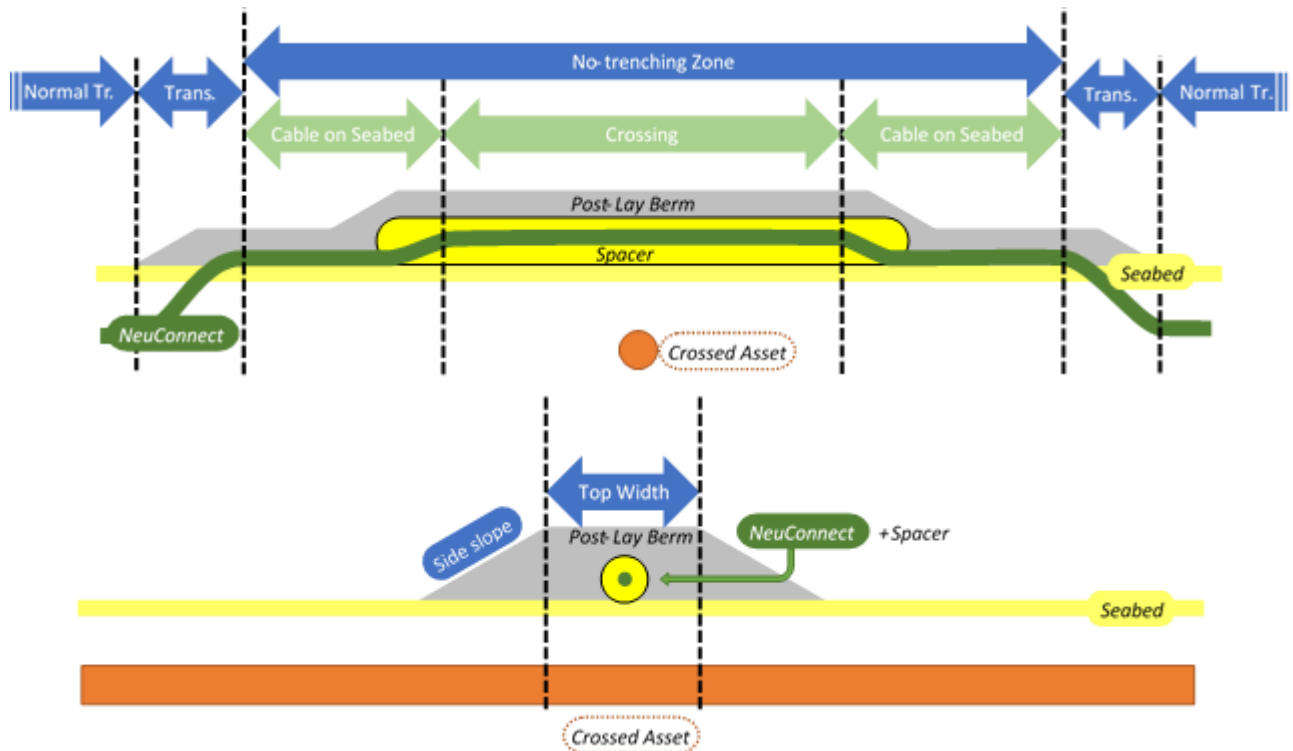 No-trenching Zone
Normal Tr.
Trans.
Trans.
Normal Tr.
Cable on Seabed
Crossing
Cable on Seabed
Post-Lay Berm
Spacer
Seabed
NeuConnect
Crossed Asset
Top Width
Side slope
Post-Lay Berm
NeuConnect
+Spacer
Seabed
Crossed Asset